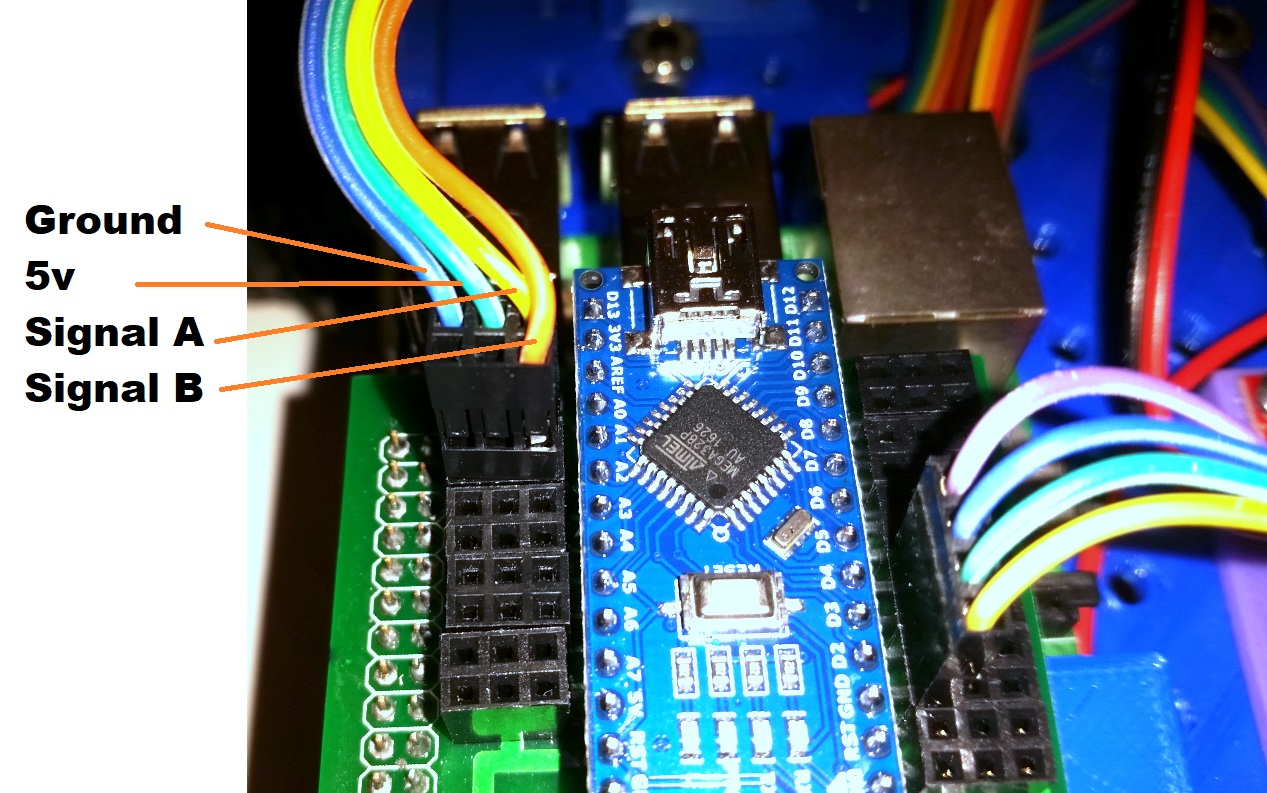 Ground
5v
Signal A
Signal B
D13
3V3
AREF
A0
A1
A2
A3
A4
A5
A6
A7
5V
RST
D12
D11
D10
D9
D8
D7
D6
D5
D4
D3
D2
GND
RST
ATMEL
MEGA328P
AU 1626
RESET